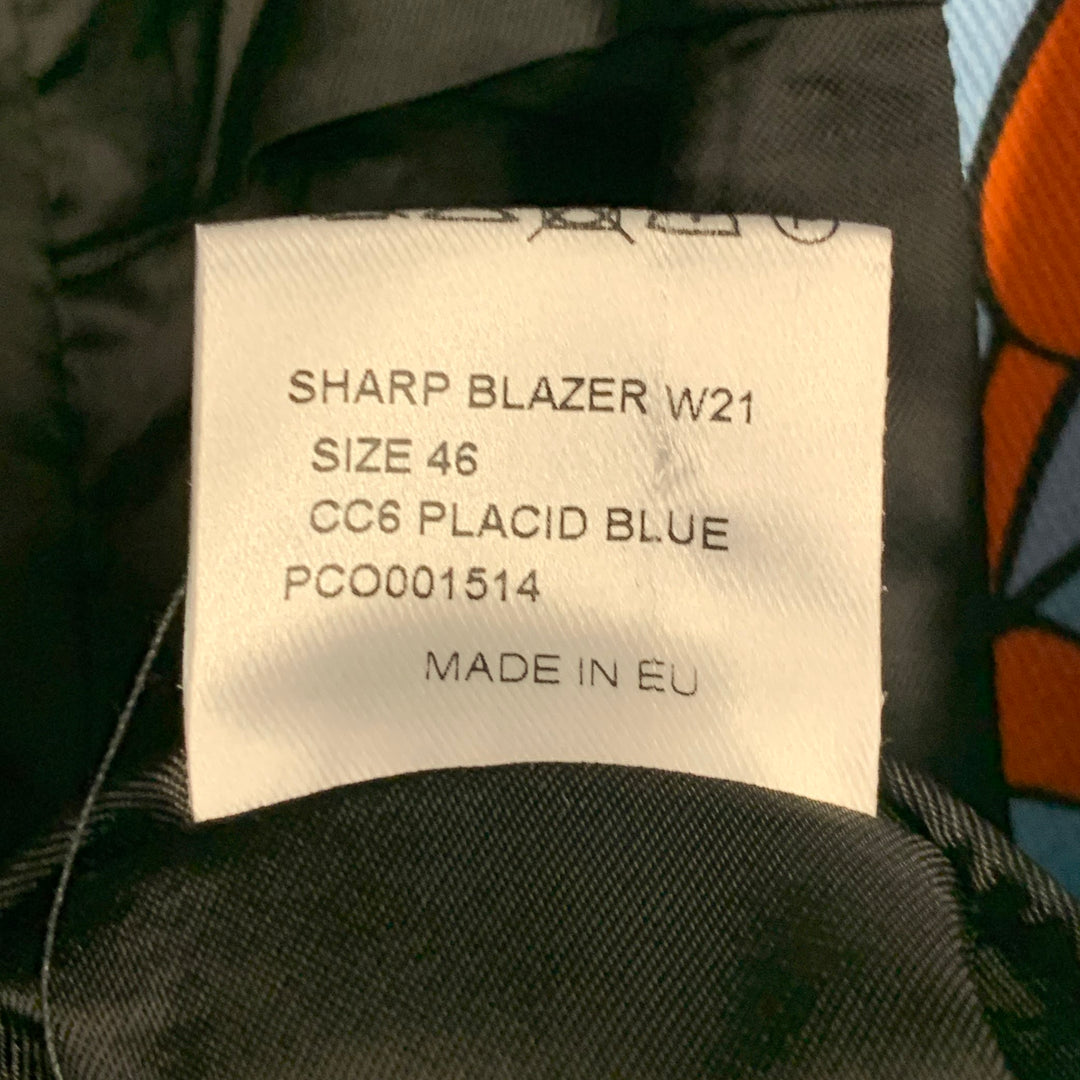 SHARP BLAZER W21
SIZE 46
CC6 PLACID BLUE
PCO001514
MADE IN EU